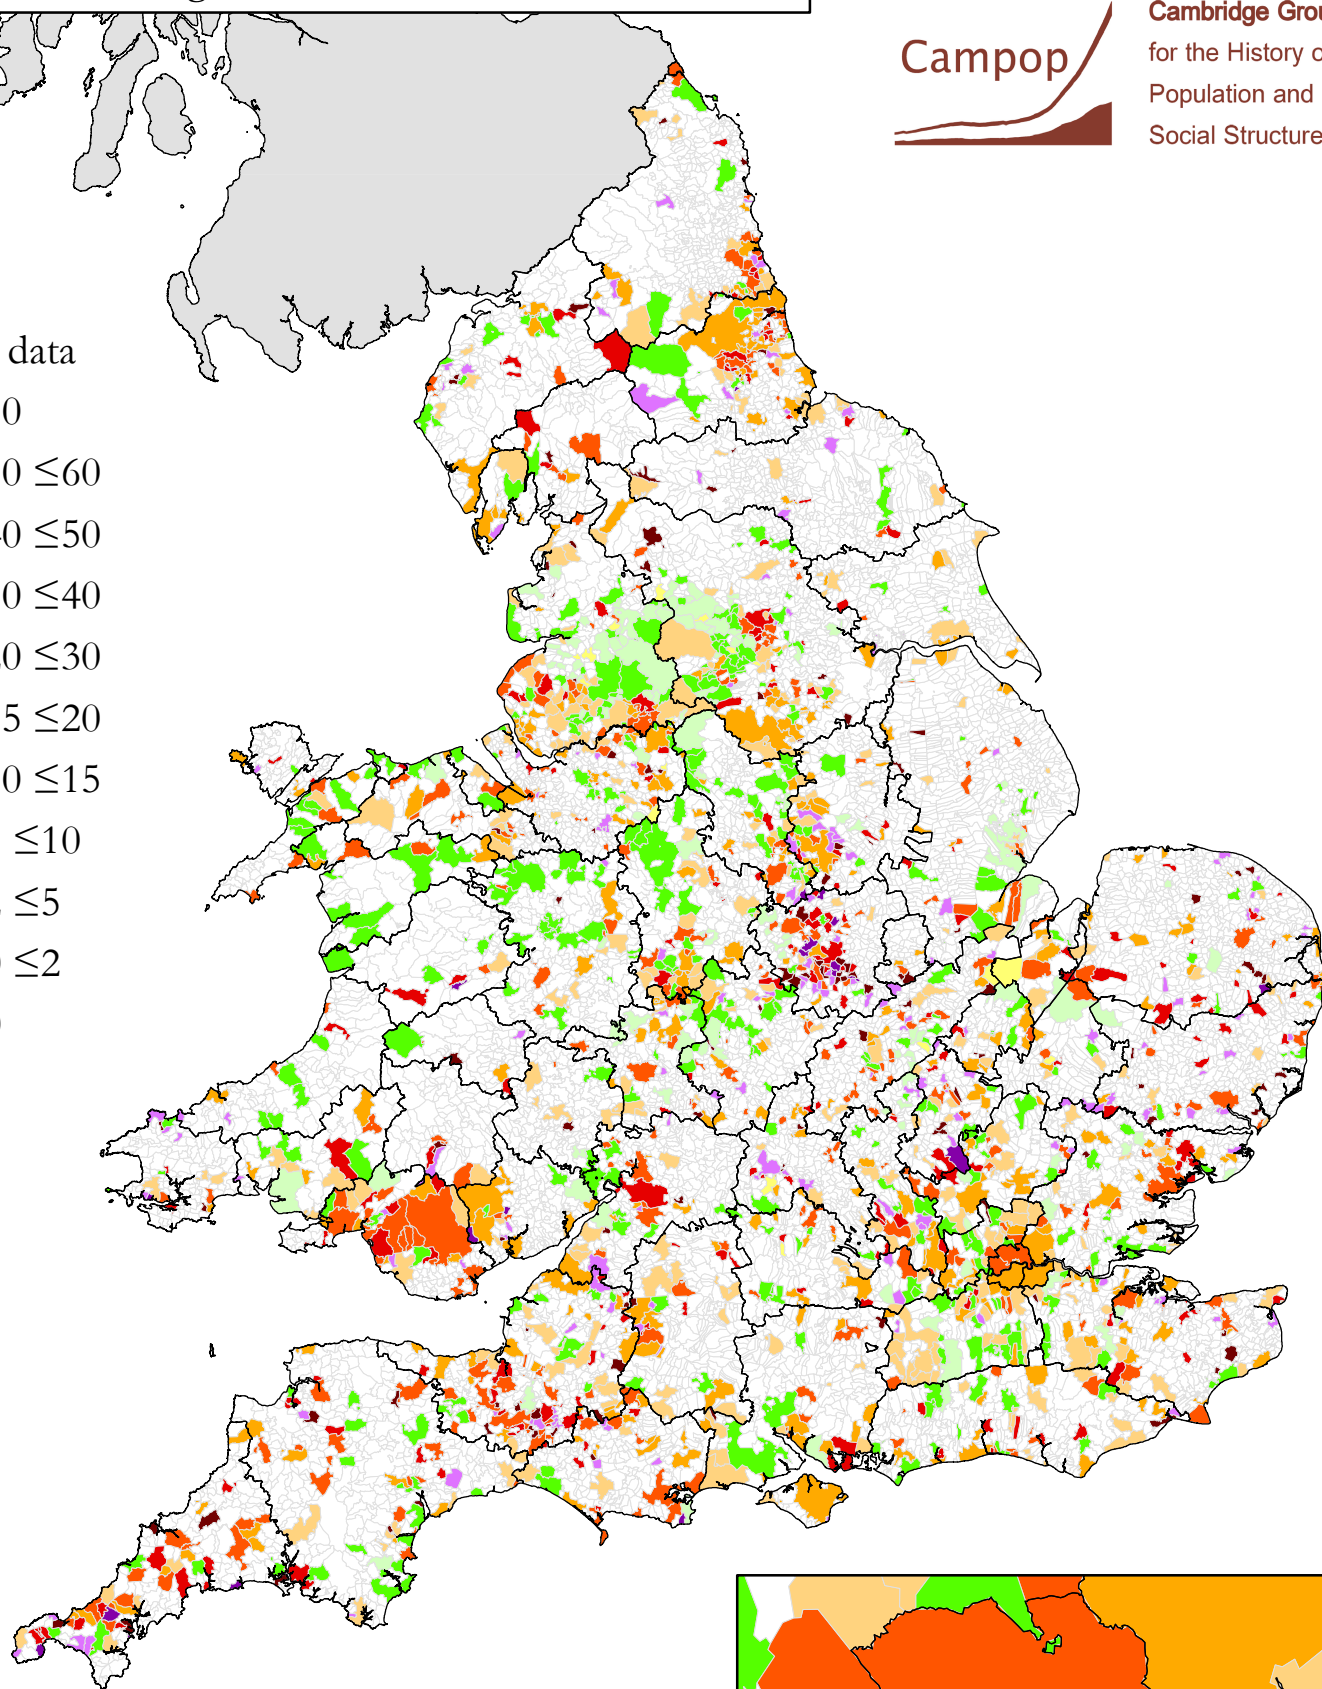 Cambridge Grou
Campop
for the History o
Population and
Social Structure
data
0
0 ≤60
0 ≤50
0 ≤40
0 ≤30
5 ≤20
0 ≤15
≤10
≤5
≤2